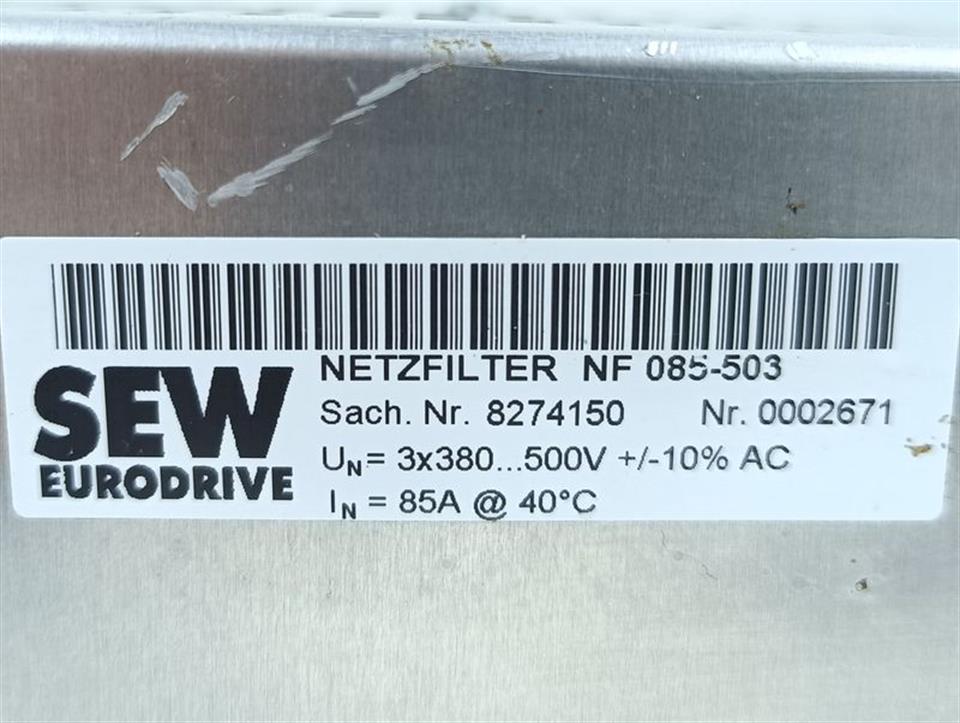 NETZFILTER NF 085-503
SEW
EURODRIVE
Sach. Nr. 8274150 Nr. 0002671
UN= 3x380...500V +/-10% AC
IN = 85A @ 40°C